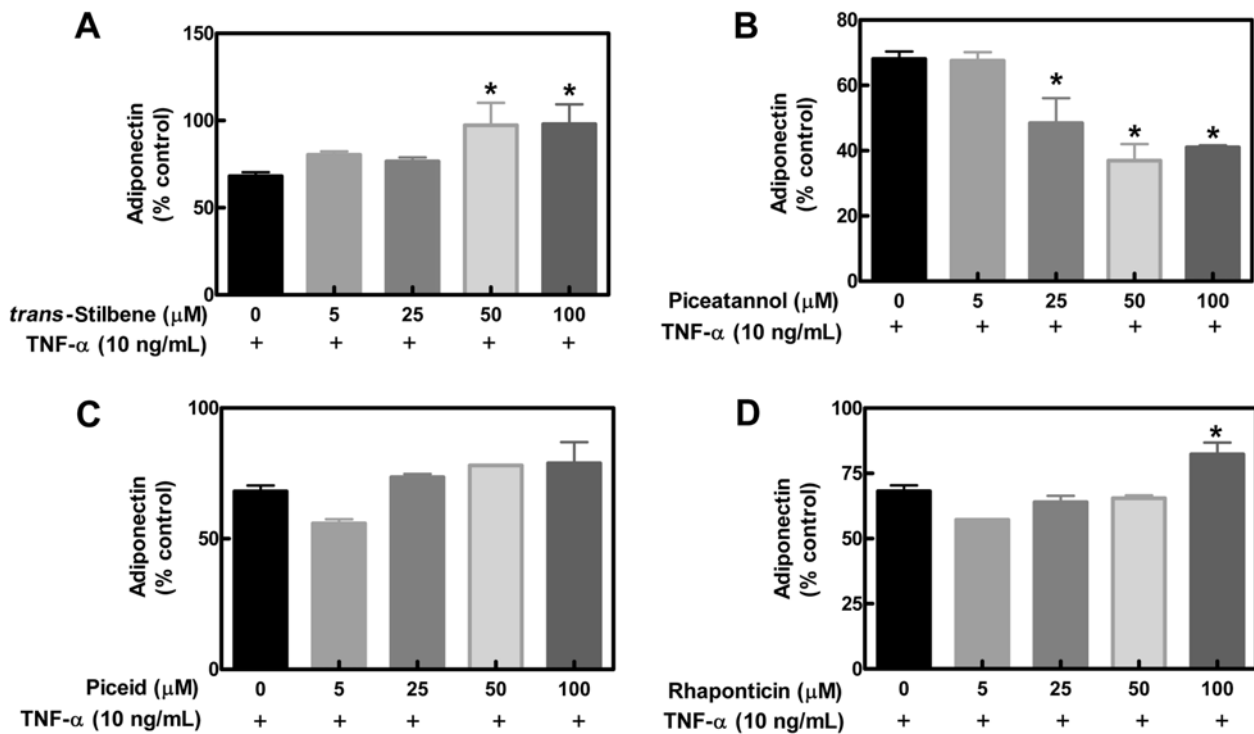 A
Adiponectin
(% control)
150
100
50
0
* *
trans-Stilbene (μM) 0 5 25 50 100
TNF-α (10 ng/mL) + + + + +
B
Adiponectin
(% control)
80
60
40
20
0
* * *
Piceatannol (μM) 0 5 25 50 100
TNF-α (10 ng/mL) + + + + +
C
Adiponectin
(% control)
100
50
0
Piceid (μM) 0 5 25 50 100
TNF-α (10 ng/mL) + + + + +
D
Adiponectin
(% control)
100
75
50
25
0
*
Rhaponticin (μM) 0 5 25 50 100
TNF-α (10 ng/mL) + + + + +